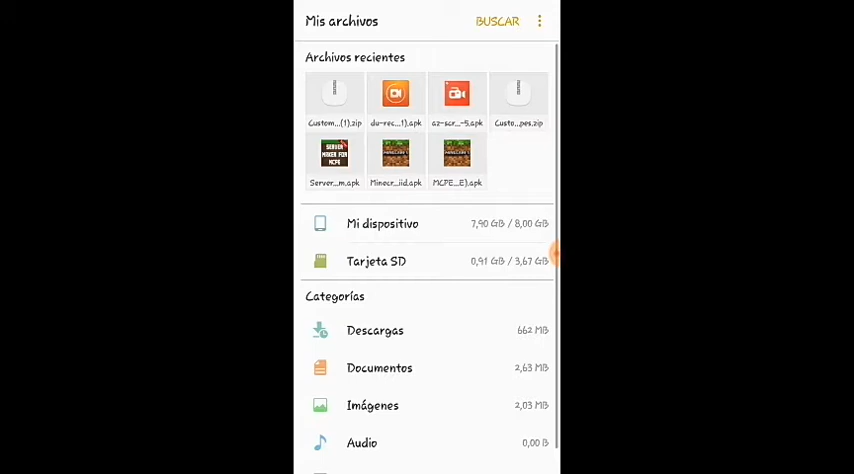 Mis archivos
BUSCAR
Archivos recientes
Custom...(1).zip
du-rec...1).apk
az-scr...-5.apk
Custo...pes.zip
SERVER
MAKER FOR
MCPE
Server...m.apk
Minecr...iid.apk
MCPE...E).apk
Mi dispositivo
7,90 GB / 8,00 GB
Tarjeta SD
0,91 GB / 3,67 GB
Categorías
Descargas
662 MB
Documentos
2,63 MB
Imágenes
2,03 MB
Audio
0,00 B